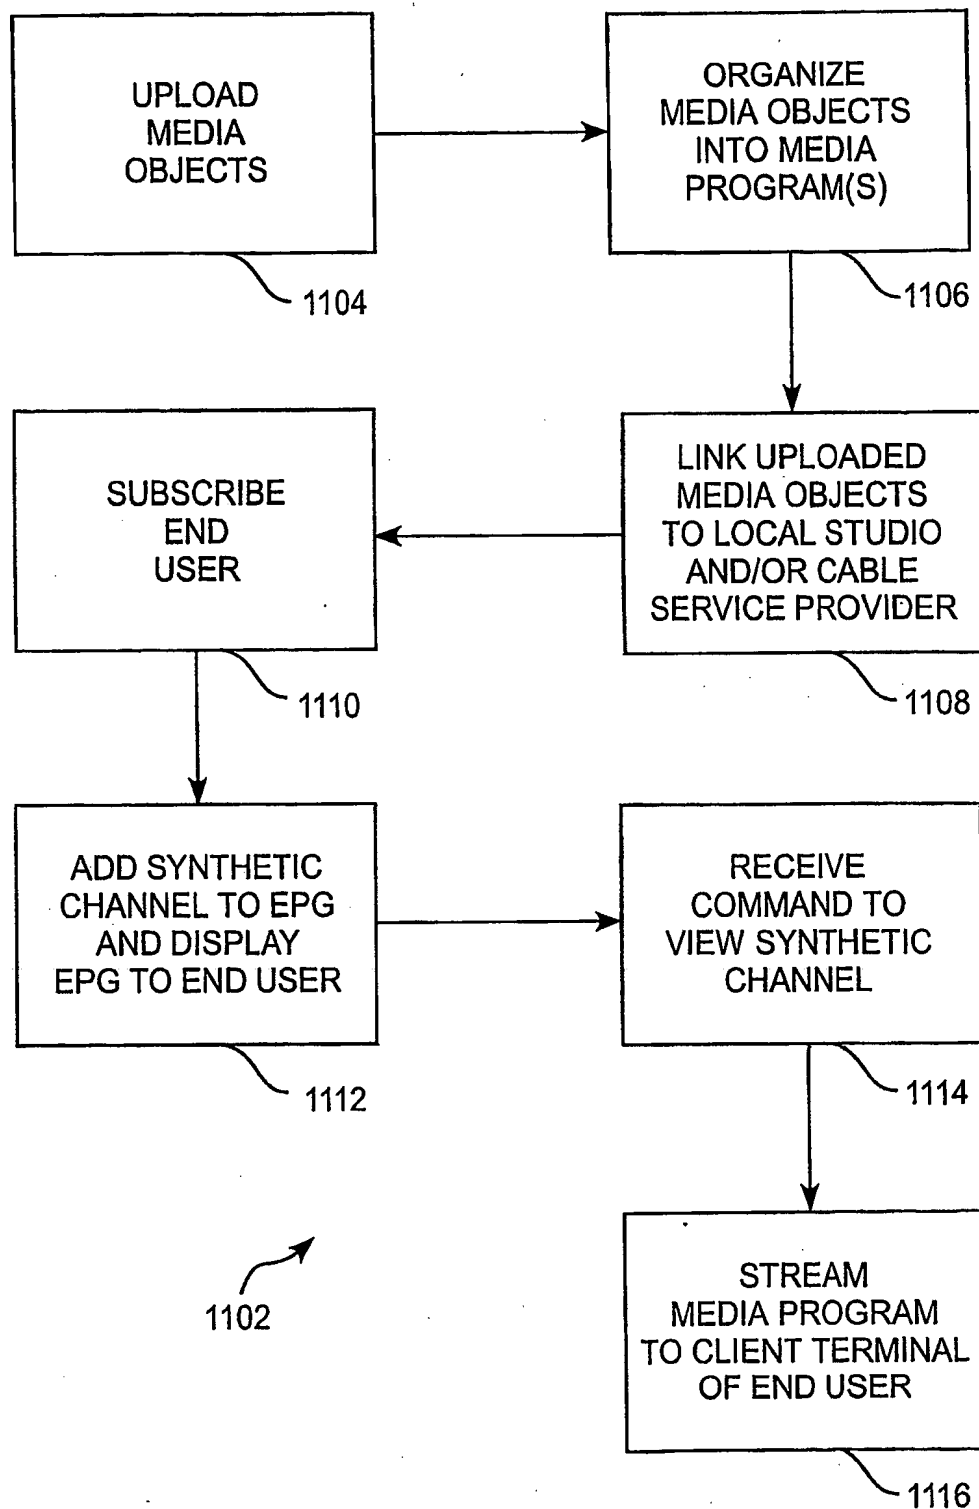 UPLOAD
MEDIA
OBJECTS
1104
ORGANIZE
MEDIA OBJECTS
INTO MEDIA
PROGRAM(S)
1106
LINK UPLOADED
MEDIA OBJECTS
TO LOCAL STUDIO
AND/OR CABLE
SERVICE PROVIDER
1108
SUBSCRIBE
END
USER
1110
ADD SYNTHETIC
CHANNEL TO EPG
AND DISPLAY
EPG TO END USER
1112
RECEIVE
COMMAND TO
VIEW SYNTHETIC
CHANNEL
1114
STREAM
MEDIA PROGRAM
TO CLIENT TERMINAL
OF END USER
1116
1102